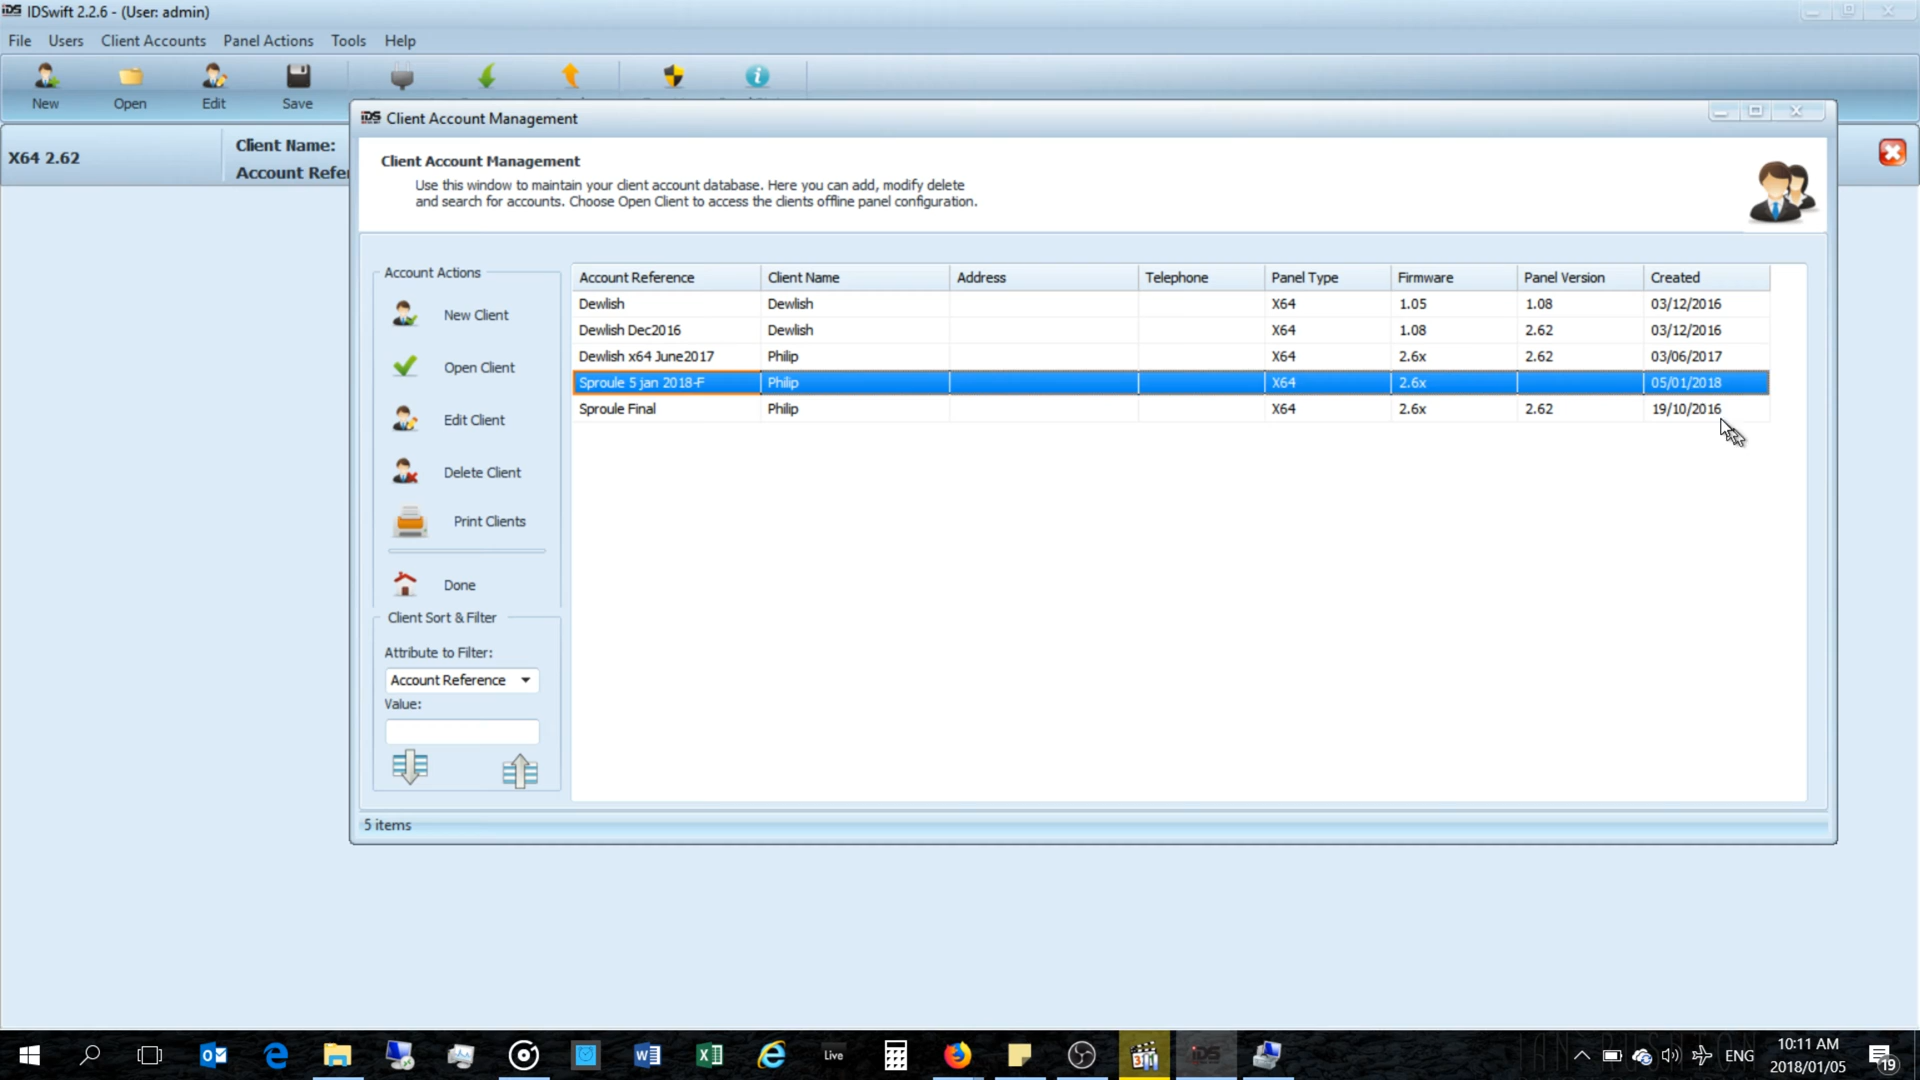 iDS IDSwift 2.2.6 - (User: admin)
File Users Client Accounts Panel Actions Tools Help
New Open Edit Save
X64 2.62
Client Name:
Account Refe
iDS Client Account Management
Client Account Management
Use this window to maintain your client account database. Here you can add, modify delete
and search for accounts. Choose Open Client to access the clients offline panel configuration.
Account Actions
New Client
Open Client
Edit Client
Delete Client
Print Clients
Done
Client Sort & Filter
Attribute to Filter:
Account Reference
Value:
Account Reference Client Name Address Telephone Panel Type Firmware Panel Version Created
Dewlish Dewlish X64 1.05 1.08 03/12/2016
Dewlish Dec2016 Dewlish X64 1.08 2.62 03/12/2016
Dewlish x64 June2017 Philip X64 2.6x 2.62 03/06/2017
Sproule 5 jan 2018-F Philip X64 2.6x 05/01/2018
Sproule Final Philip X64 2.6x 2.62 19/10/2016
5 items
Live
31
iDS
ENG
10:11 AM
2018/01/05
19